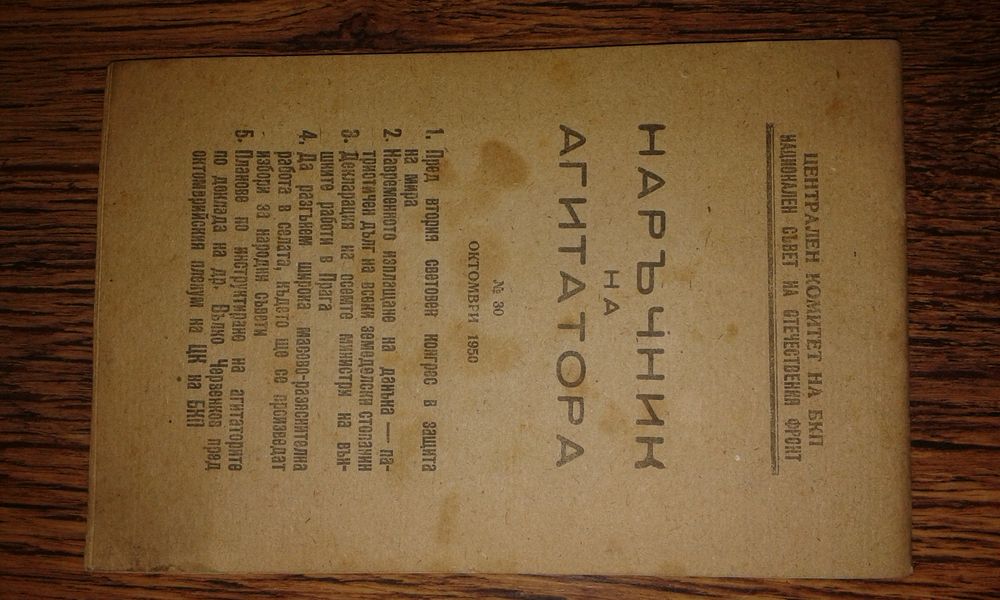 ЦЕНТРАЛЕН КОМИТЕТ НА БКП
НАЦИОНАЛЕН СЪВЕТ НА ОТЕЧЕСТВЕНИЯ ФРОНТ
НАРЪЧНИК
НА
АГИТАТОРА
№ 30
ОКТОМВРИ 1950
1. Пред втория световен конгрес в защита
на мира
2. Навременното изплащане на данъка — па-
триотичен дълг на всеки земеделски стопанин
3. Декларация на осемте министри на вън-
шните работи в Прага
4. Да разгънем широка масово-разяснителна
работа в селата, където ще се произведат
избори за народни съвети
5. Планове по инструктиране на агитаторите
по доклада на др. Вълко Червенков пред
октомврийския пленум на ЦК на БКП